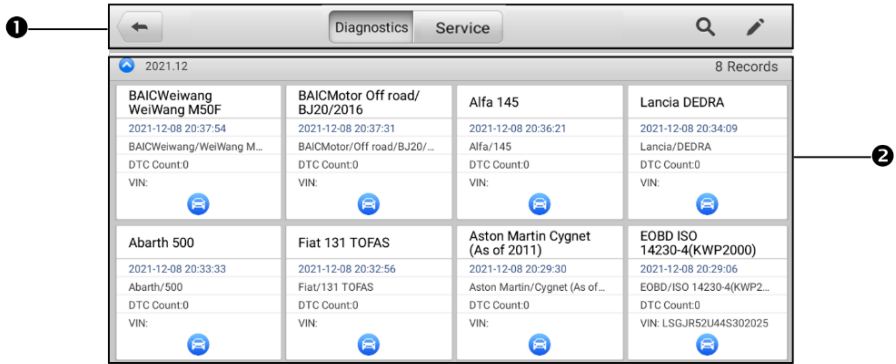 ❶
Diagnostics Service
2021.12 8 Records
BAICWeiwang
WeiWang M50F
2021-12-08 20:37:54
BAICWeiwang/WeiWang M...
DTC Count:0
VIN:
BAICMotor Off road/
BJ20/2016
2021-12-08 20:37:31
BAICMotor/Off road/BJ20/...
DTC Count:0
VIN:
Alfa 145
2021-12-08 20:36:21
Alfa/145
DTC Count:0
VIN:
Lancia DEDRA
2021-12-08 20:34:09
Lancia/DEDRA
DTC Count:0
VIN:
❷
Abarth 500
2021-12-08 20:33:33
Abarth/500
DTC Count:0
VIN:
Fiat 131 TOFAS
2021-12-08 20:32:56
Fiat/131 TOFAS
DTC Count:0
VIN:
Aston Martin Cygnet
(As of 2011)
2021-12-08 20:29:30
Aston Martin/Cygnet (As of...
DTC Count:0
VIN:
EOBD ISO
14230-4(KWP2000)
2021-12-08 20:29:06
EOBD/ISO 14230-4(KWP2...
DTC Count:0
VIN: LSGJR52U44S302025